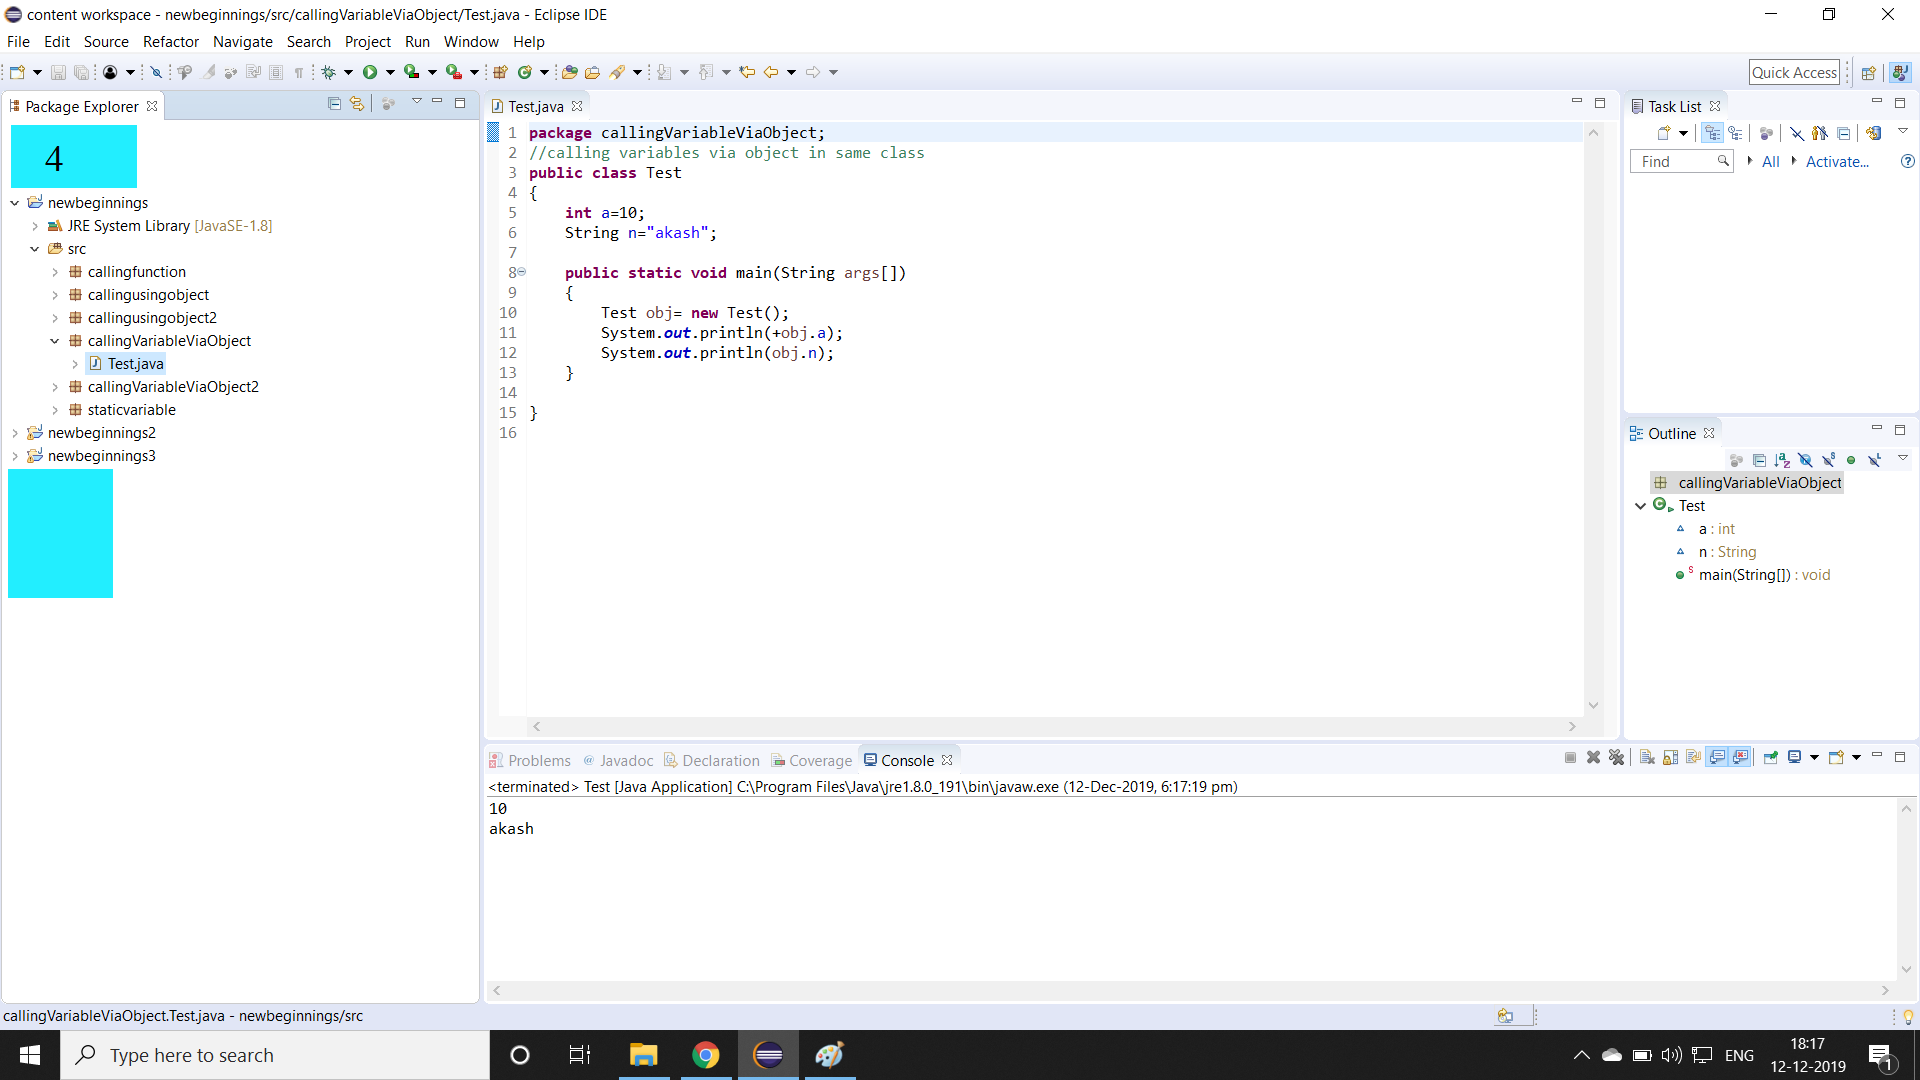 content workspace - newbeginnings/src/callingVariableViaObject/Test.java - Eclipse IDE
File Edit Source Refactor Navigate Search Project Run Window Help
Quick Access
Package Explorer
4
newbeginnings
JRE System Library [JavaSE-1.8]
src
callingfunction
callingusingobject
callingusingobject2
callingVariableViaObject
Test.java
callingVariableViaObject2
staticvariable
newbeginnings2
newbeginnings3
Test.java
1 package callingVariableViaObject;
2 //calling variables via object in same class
3 public class Test
4 {
5 int a=10;
6 String n="akash";
7
8 public static void main(String args[])
9 {
10 Test obj= new Test();
11 System.out.println(+obj.a);
12 System.out.println(obj.n);
13 }
14
15 }
16
Task List
Find All Activate...
Outline
callingVariableViaObject
Test
a : int
n : String
main(String[]) : void
Problems Javadoc Declaration Coverage Console
<terminated> Test [Java Application] C:\Program Files\Java\jre1.8.0_191\bin\javaw.exe (12-Dec-2019, 6:17:19 pm)
10
akash
callingVariableViaObject.Test.java - newbeginnings/src
Type here to search
ENG
18:17
12-12-2019
1